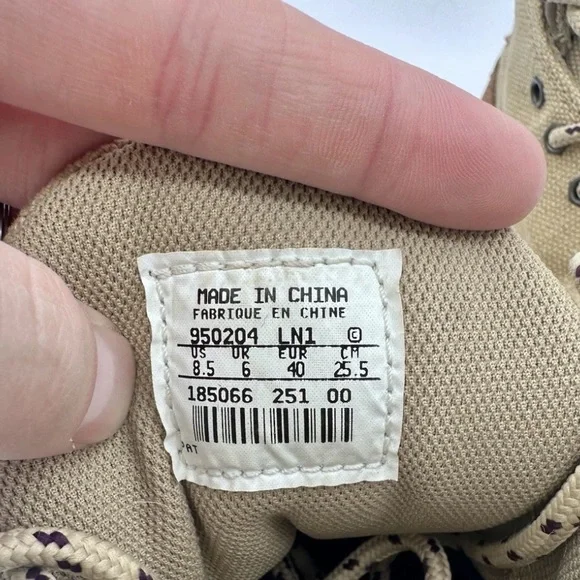 MADE IN CHINA
FABRIQUE EN CHINE
950204 LN1 ©
US UK EUR CM
8.5 6 40 25.5
185066 251 00
PAT